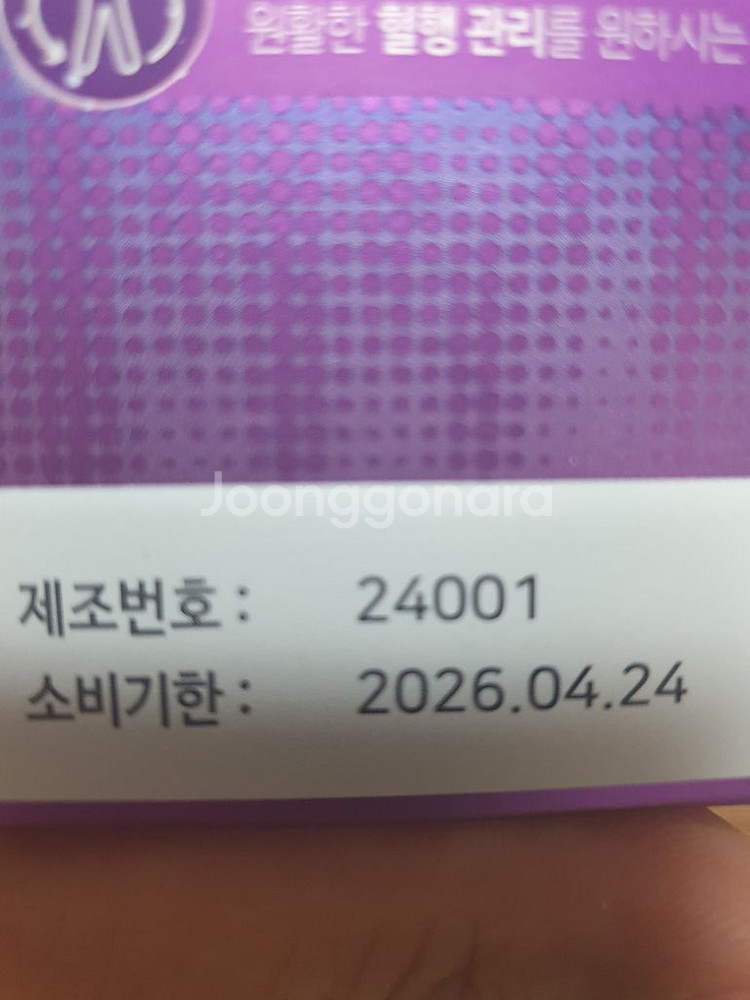 원활한 혈행 관리를 원하시는
Joonggonara
제조번호 : 24001
소비기한 : 2026.04.24